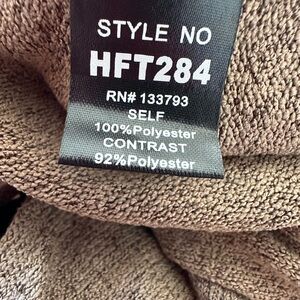 STYLE NO
HFT284
RN# 133793
SELF
100%Polyester
CONTRAST
92%Polyester